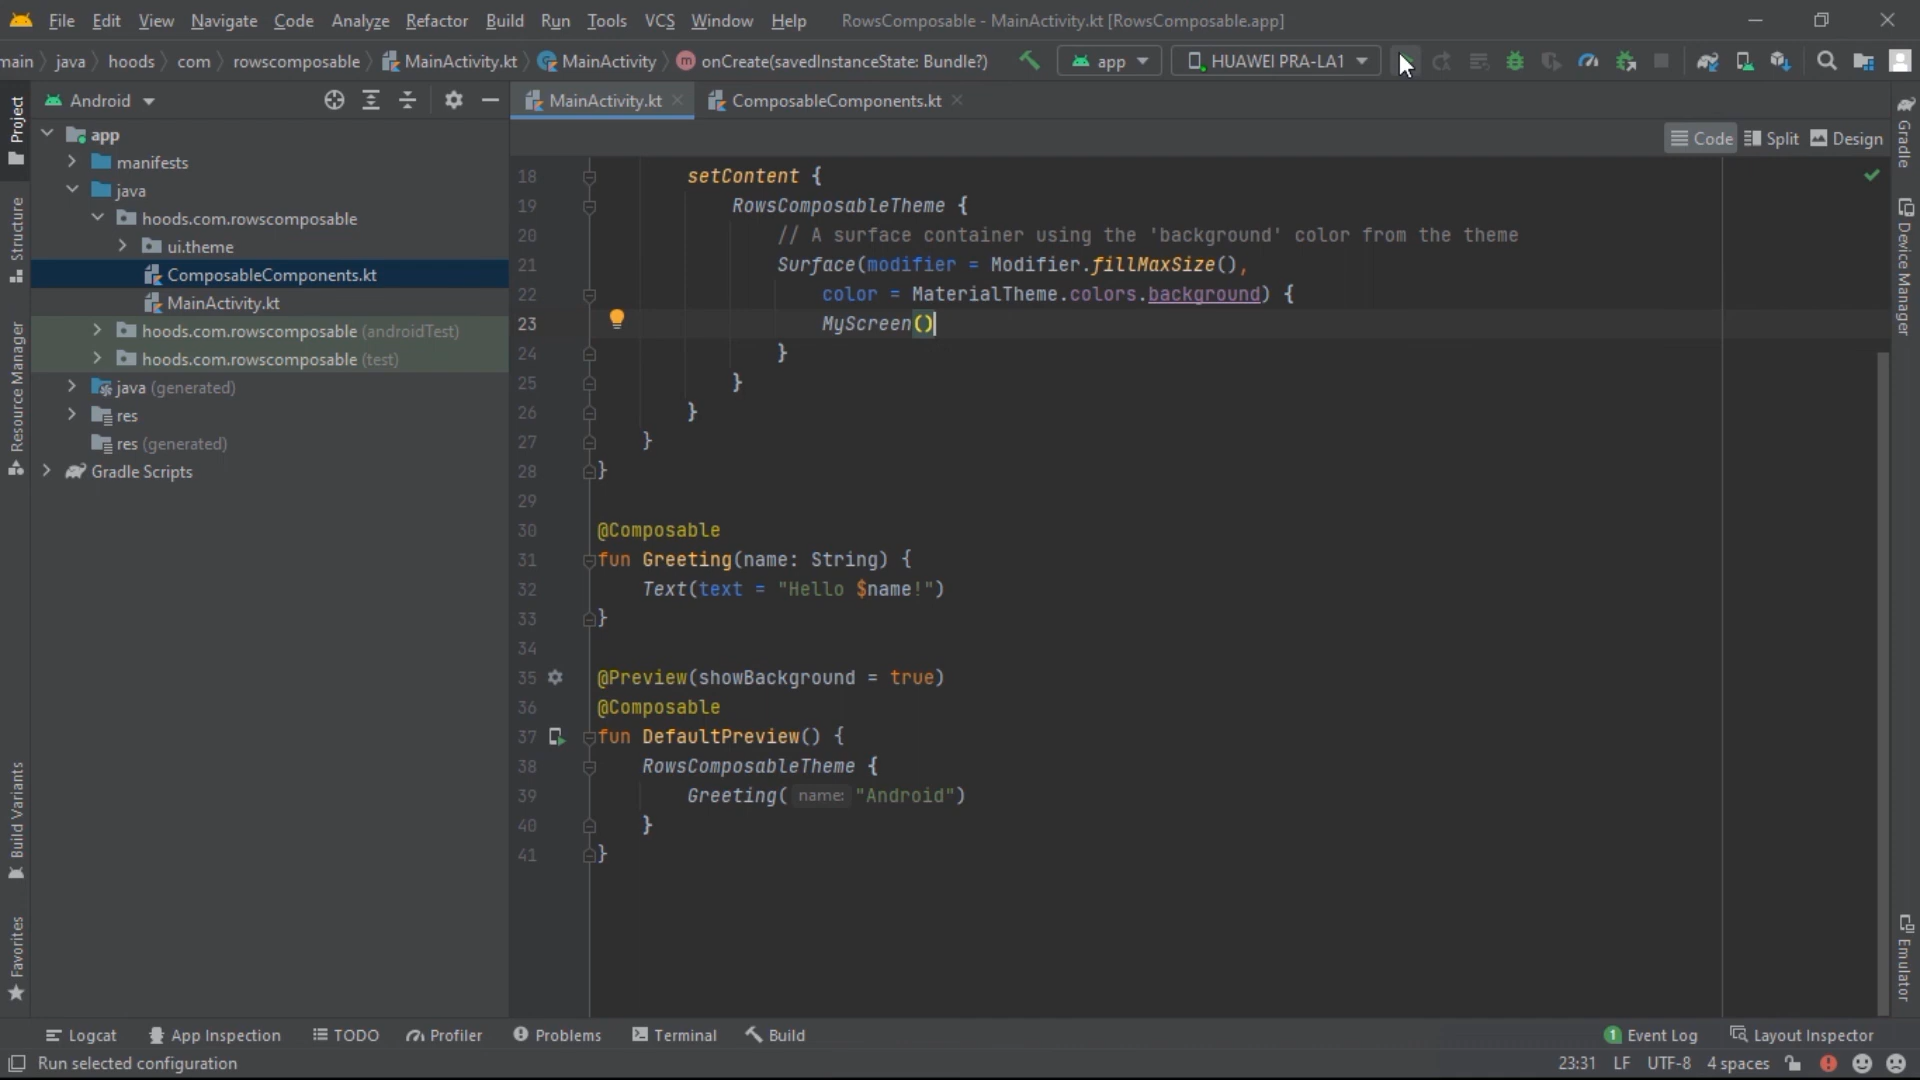 File Edit View Navigate Code Analyze Refactor Build Run Tools VCS Window Help RowsComposable - MainActivity.kt [RowsComposable.app]
main java hoods com rowscomposable MainActivity.kt MainActivity onCreate(savedInstanceState: Bundle?) app HUAWEI PRA-LA1
Android
MainActivity.kt ComposableComponents.kt
Code Split Design
app
manifests
java
hoods.com.rowscomposable
ui.theme
ComposableComponents.kt
MainActivity.kt
hoods.com.rowscomposable (androidTest)
hoods.com.rowscomposable (test)
java (generated)
res
res (generated)
Gradle Scripts
18 setContent {
19 RowsComposableTheme {
20 // A surface container using the 'background' color from the theme
21 Surface(modifier = Modifier.fillMaxSize(),
22 color = MaterialTheme.colors.background) {
23 MyScreen()
24 }
25 }
26 }
27 }
28 }
29
30 @Composable
31 fun Greeting(name: String) {
32 Text(text = "Hello $name!")
33 }
34
35 @Preview(showBackground = true)
36 @Composable
37 fun DefaultPreview() {
38 RowsComposableTheme {
39 Greeting( name: "Android")
40 }
41 }
Project
Structure
Resource Manager
Build Variants
Favorites
Gradle
Device Manager
Emulator
Logcat App Inspection TODO Profiler Problems Terminal Build 1 Event Log Layout Inspector
Run selected configuration 23:31 LF UTF-8 4 spaces